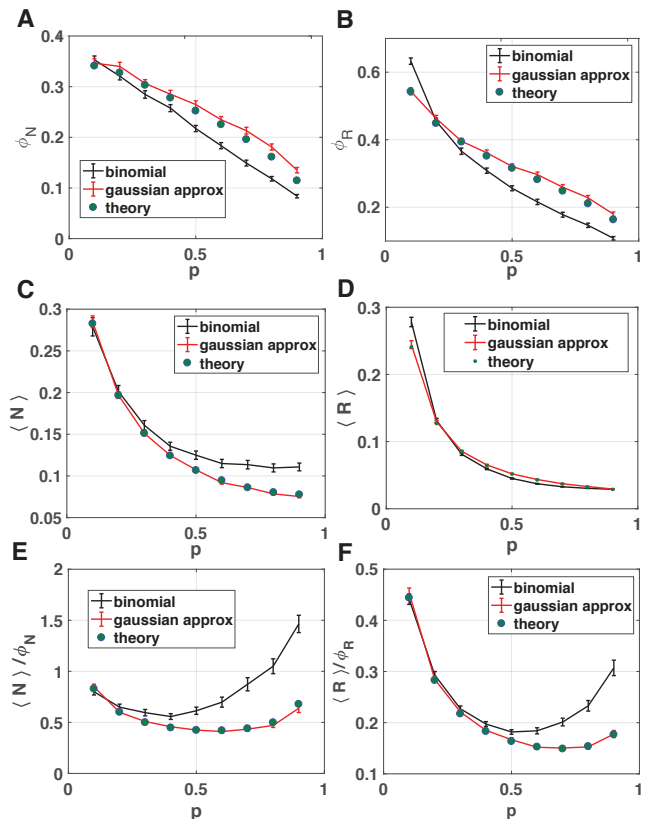 A
B
0.4
0.3
0.2
0.1
0
ϕN
binomial
gaussian approx
theory
0
0.5
1
p
0.6
0.4
0.2
ϕR
binomial
gaussian approx
theory
0
0.5
1
p
C
D
0.3
0.25
0.2
0.15
0.1
0.05
⟨ N ⟩
binomial
gaussian approx
theory
0
0.5
1
p
0.3
0.2
0.1
0
⟨ R ⟩
binomial
gaussian approx
theory
0
0.5
1
p
E
F
2
1.5
1
0.5
0
⟨ N ⟩ / ϕN
binomial
gaussian approx
theory
0
0.5
1
p
0.5
0.4
0.3
0.2
0.1
⟨ R ⟩ / ϕR
binomial
gaussian approx
theory
0
0.5
1
p